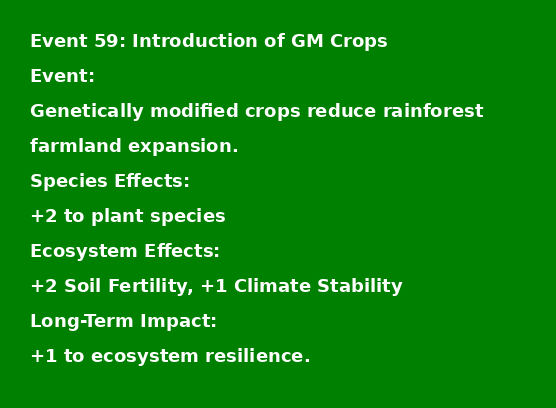 Event 59: Introduction of GM Crops
Event:
Genetically modified crops reduce rainforest
farmland expansion.
Species Effects:
+2 to plant species
Ecosystem Effects:
+2 Soil Fertility, +1 Climate Stability
Long-Term Impact:
+1 to ecosystem resilience.